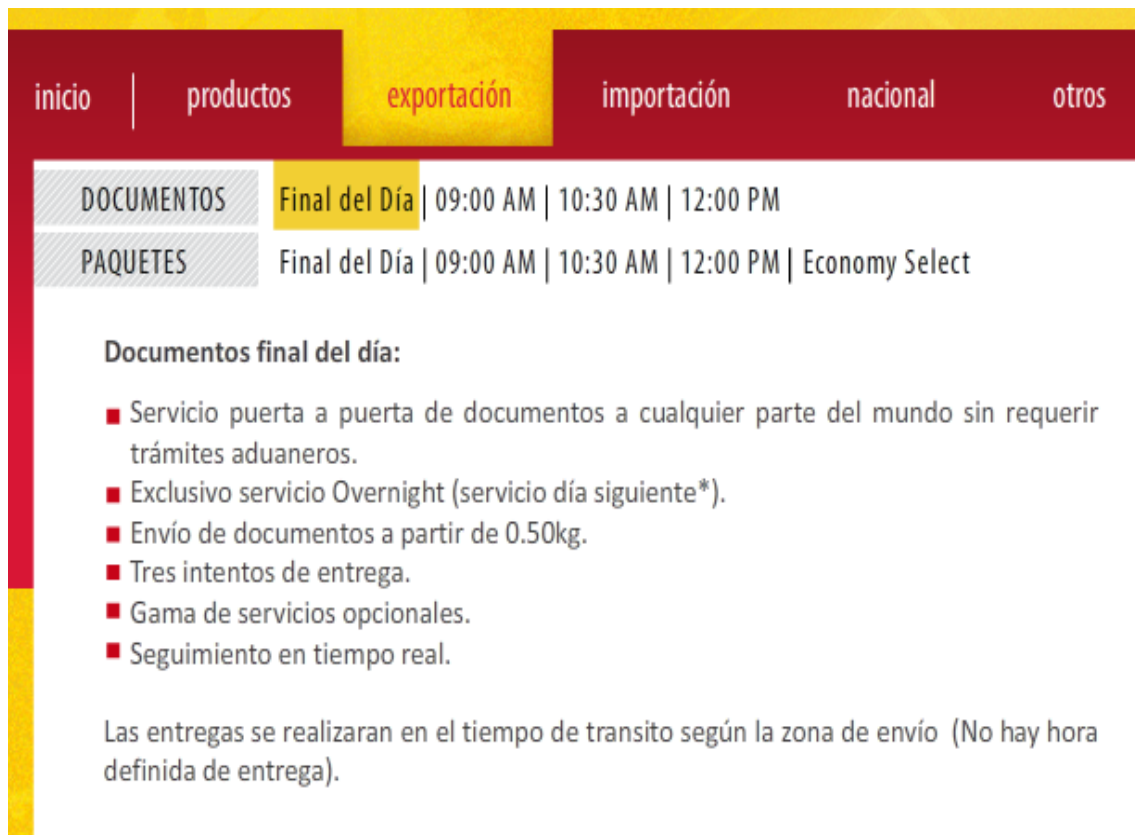 inicio | productos exportación importación nacional otros
DOCUMENTOS Final del Día | 09:00 AM | 10:30 AM | 12:00 PM
PAQUETES Final del Día | 09:00 AM | 10:30 AM | 12:00 PM | Economy Select
Documentos final del día:
Servicio puerta a puerta de documentos a cualquier parte del mundo sin requerir
trámites aduaneros.
Exclusivo servicio Overnight (servicio día siguiente*).
Envío de documentos a partir de 0.50kg.
Tres intentos de entrega.
Gama de servicios opcionales.
Seguimiento en tiempo real.
Las entregas se realizaran en el tiempo de transito según la zona de envío (No hay hora
definida de entrega).